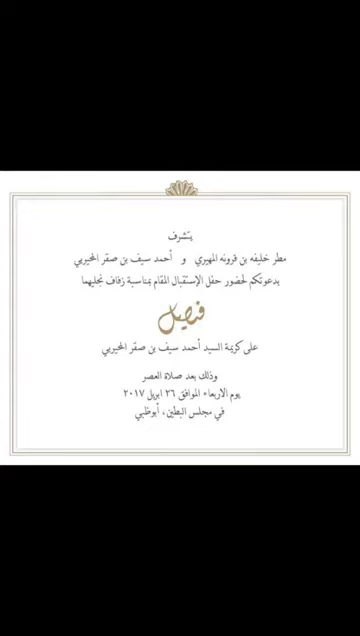 يتشرف
مطر خليفه بن قرونه المهيري و أحمد سيف بن صقر المحيربي
بدعوتكم لحضور حفل الإستقبال المقام بمناسبة زفاف نجليهما
فيصل
على كريمة السيد أحمد سيف بن صقر المحيربي
وذلك بعد صلاة العصر
يوم الاربعاء الموافق ٢٦ ابريل ٢٠١٧
في مجلس البطين، أبوظبي